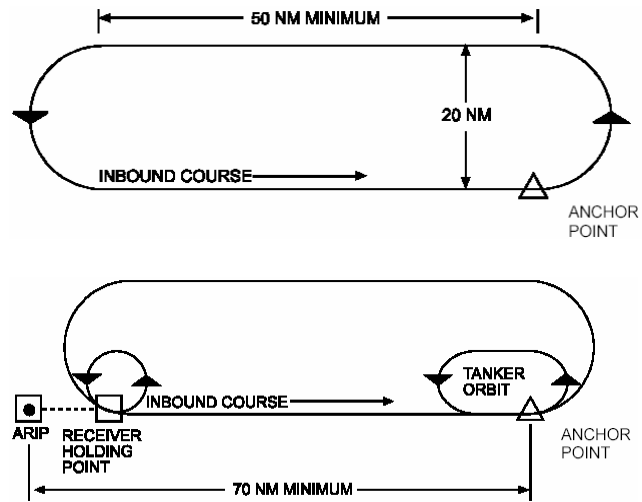 50 NM MINIMUM
20 NM
INBOUND COURSE
ANCHOR
POINT
TANKER
ORBIT
INBOUND COURSE
ARIP
RECEIVER
HOLDING
POINT
ANCHOR
POINT
70 NM MINIMUM